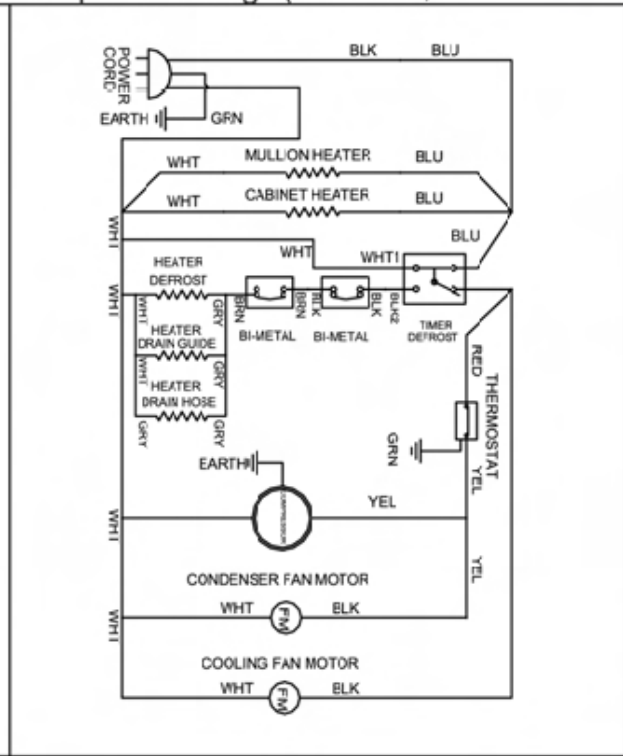 BLK BLU
POWER
CORD
EARTH GRN
WHT MULLION HEATER BLU
WHT CABINET HEATER BLU
WHT
BLU
WHT WHT1
HEATER
DEFROST
WHT
WHT GRY BRN BRN BLK BLK BLK2
BI-METAL BI-METAL
TIMER
DEFROST
HEATER
DRAIN GUIDE
WHT GRY
HEATER
DRAIN HOSE
GRY GRY
RED
THERMOSTAT
GRN
YEL
EARTH
COMPRESSOR
YEL
WHT
YEL
CONDENSER FAN MOTOR
WHT FM BLK
WHT
COOLING FAN MOTOR
WHT FM BLK